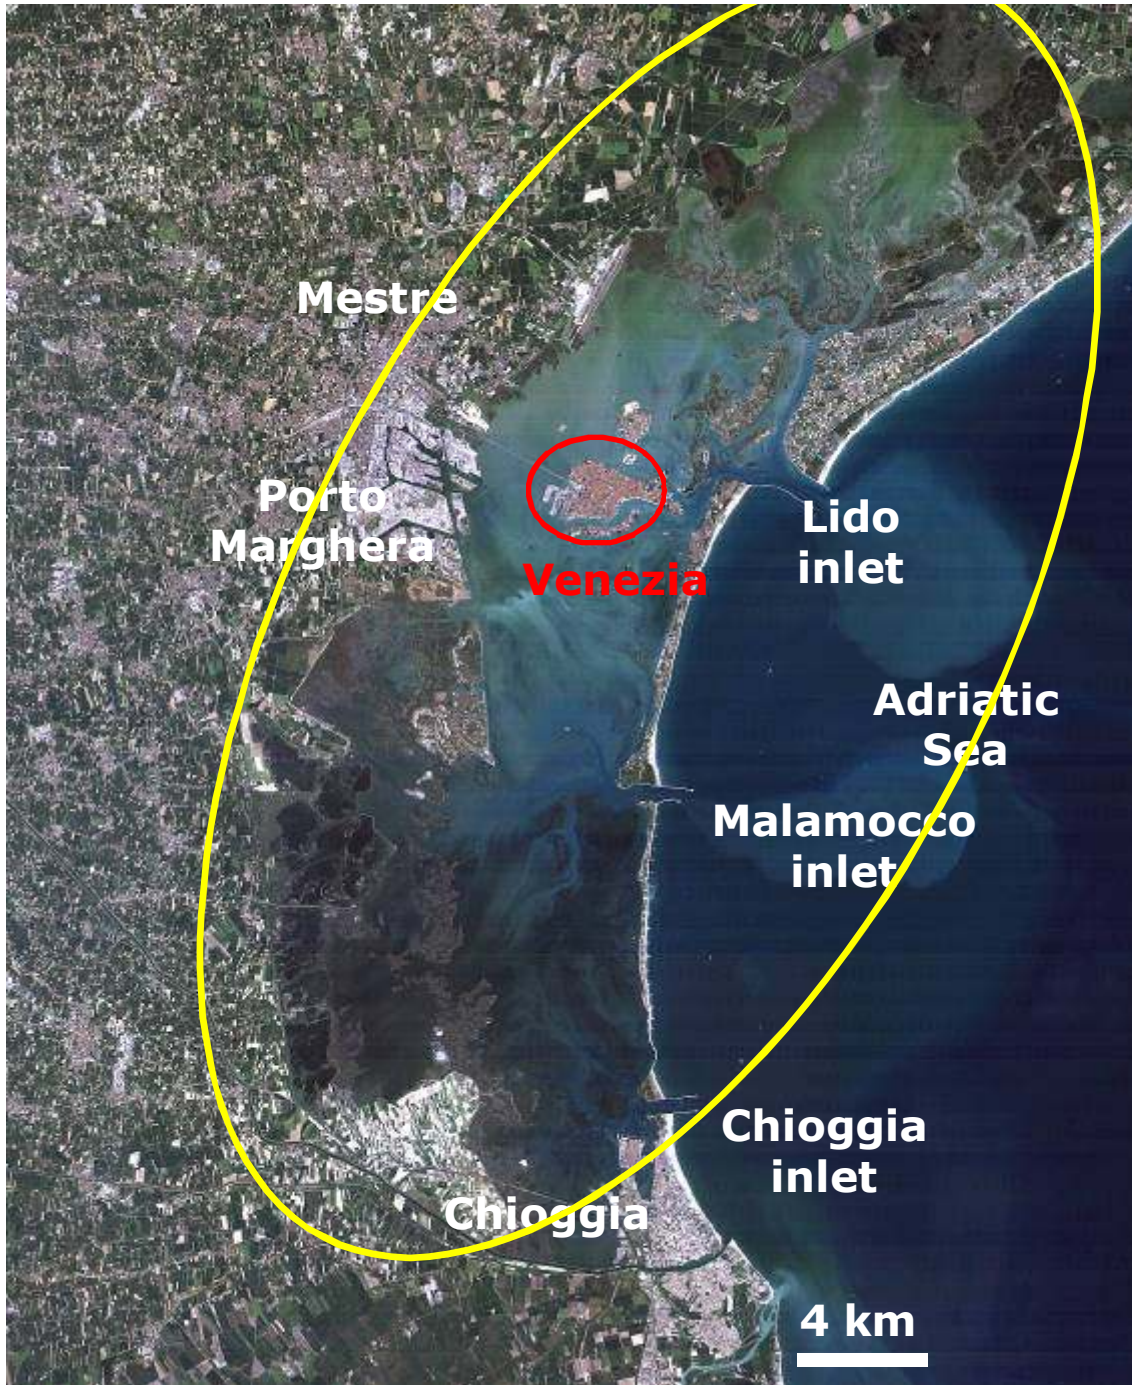 Mestre
Porto
Marghera
Venezia
Lido
inlet
Adriatic
Sea
Malamocco
inlet
Chioggia
inlet
Chioggia
4 km